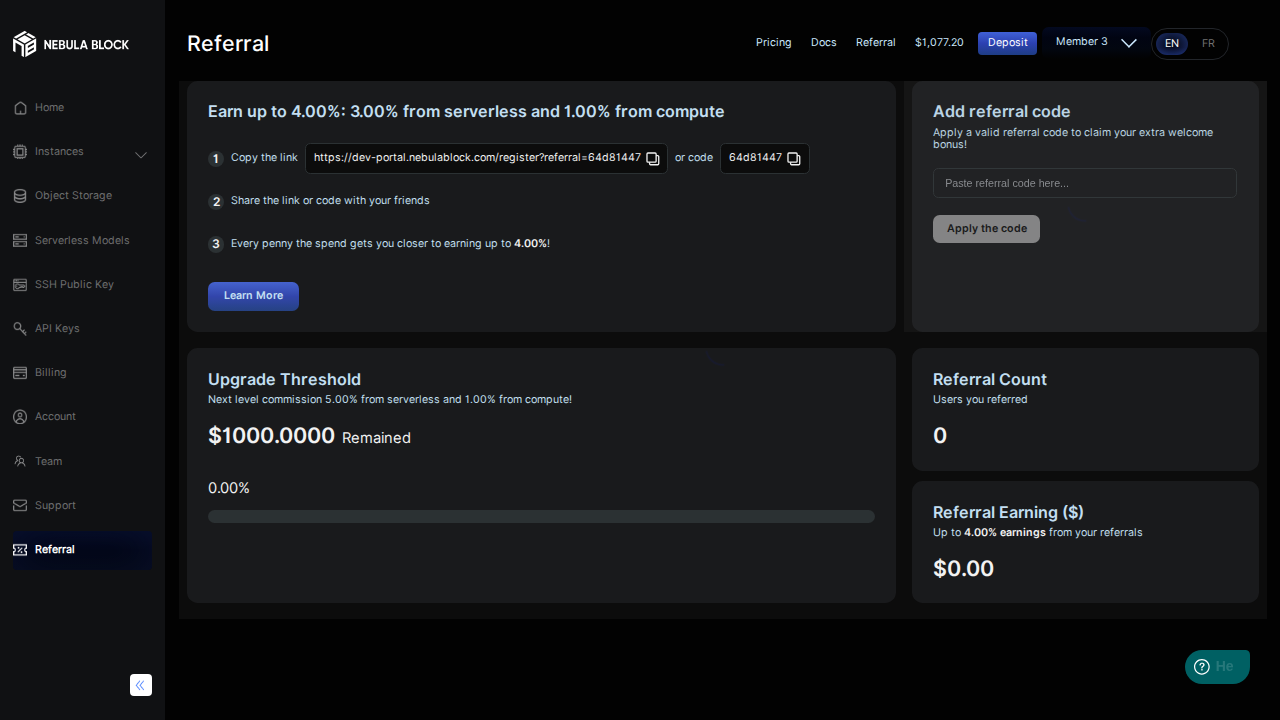 NEBULA BLOCK
Home
Instances
Object Storage
Serverless Models
SSH Public Key
API Keys
Billing
Account
Team
Support
Referral
Referral
Pricing
Docs
Referral
$1,077.20
Deposit
Member 3
EN
FR
Earn up to 4.00%: 3.00% from serverless and 1.00% from compute
1 Copy the link https://dev-portal.nebulablock.com/register?referral=64d81447 or code 64d81447
2 Share the link or code with your friends
3 Every penny the spend gets you closer to earning up to 4.00%!
Learn More
Add referral code
Apply a valid referral code to claim your extra welcome
bonus!
Paste referral code here...
Apply the code
Upgrade Threshold
Next level commission 5.00% from serverless and 1.00% from compute!
$1000.0000 Remained
0.00%
Referral Count
Users you referred
0
Referral Earning ($)
Up to 4.00% earnings from your referrals
$0.00
He